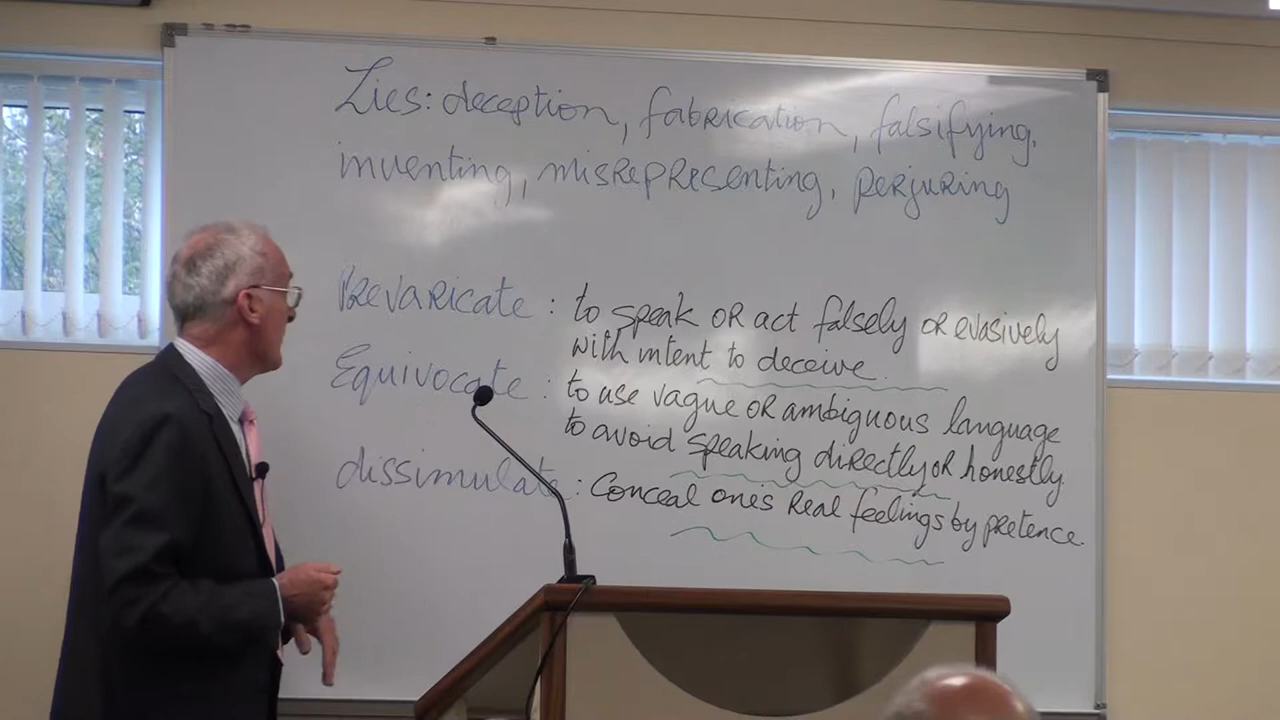 Lies: deception, fabrication, falsifying,
inventing, misrepresenting, perjuring
Prevaricate : to speak or act falsely or evasively
with intent to deceive.
Equivocate : to use vague or ambiguous language
to avoid speaking directly or honestly
dissimulate : Conceal one's real feelings by pretence